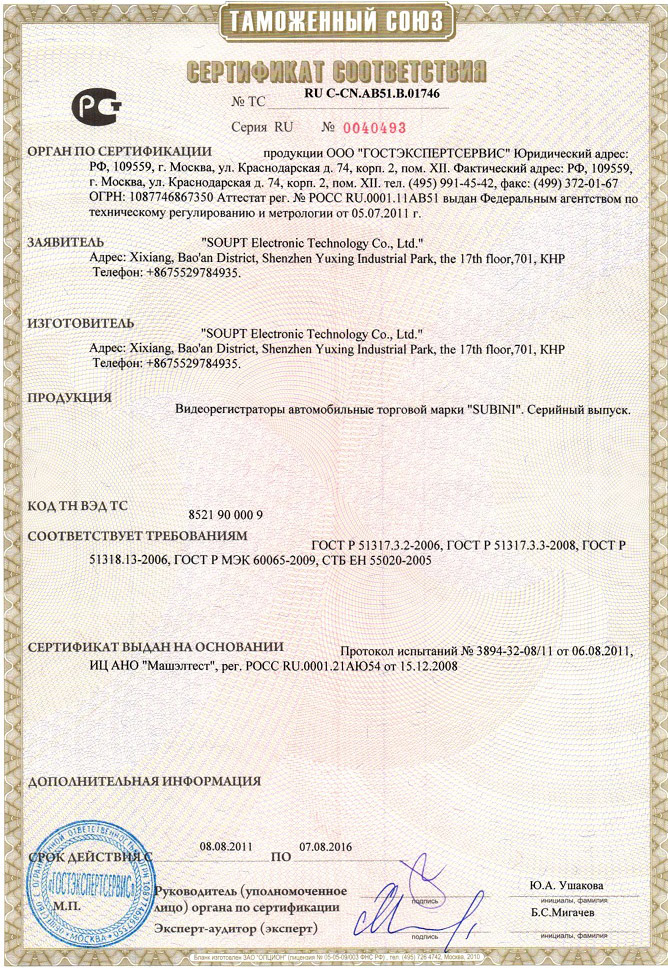 ТАМОЖЕННЫЙ СОЮЗ
СЕРТИФИКАТ СООТВЕТСТВИЯ
№ ТС RU C-CN.АВ51.В.01746
Серия RU № 0040493
ОРГАН ПО СЕРТИФИКАЦИИ продукции ООО "ГОСТЭКСПЕРТСЕРВИС" Юридический адрес:
РФ, 109559, г. Москва, ул. Краснодарская д. 74, корп. 2, пом. XII. Фактический адрес: РФ, 109559,
г. Москва, ул. Краснодарская д. 74, корп. 2, пом. XII. тел. (495) 991-45-42, факс: (499) 372-01-67
ОГРН: 1087746867350 Аттестат рег. № РОСС RU.0001.11АВ51 выдан Федеральным агентством по
техническому регулированию и метрологии от 05.07.2011 г.
ЗАЯВИТЕЛЬ "SOUPT Electronic Technology Co., Ltd."
Адрес: Xixiang, Bao'an District, Shenzhen Yuxing Industrial Park, the 17th floor,701, КНР
Телефон: +8675529784935.
ИЗГОТОВИТЕЛЬ "SOUPT Electronic Technology Co., Ltd."
Адрес: Xixiang, Bao'an District, Shenzhen Yuxing Industrial Park, the 17th floor,701, КНР
Телефон: +8675529784935.
ПРОДУКЦИЯ
Видеорегистраторы автомобильные торговой марки "SUBINI". Серийный выпуск.
КОД ТН ВЭД ТС 8521 90 000 9
СООТВЕТСТВУЕТ ТРЕБОВАНИЯМ ГОСТ Р 51317.3.2-2006, ГОСТ Р 51317.3.3-2008, ГОСТ Р
51318.13-2006, ГОСТ Р МЭК 60065-2009, СТБ ЕН 55020-2005
СЕРТИФИКАТ ВЫДАН НА ОСНОВАНИИ Протокол испытаний № 3894-32-08/11 от 06.08.2011,
ИЦ АНО "Машэлтест", рег. РОСС RU.0001.21АЮ54 от 15.12.2008
ДОПОЛНИТЕЛЬНАЯ ИНФОРМАЦИЯ
СРОК ДЕЙСТВИЯ С 08.08.2011 ПО 07.08.2016
"ГОСТЭКСПЕРТСЕРВИС"
МОСКВА
М.П.
Руководитель (уполномоченное
лицо) органа по сертификации
подпись
Ю.А. Ушакова
инициалы, фамилия
Эксперт-аудитор (эксперт)
подпись
Б.С.Мигачев
инициалы, фамилия
Бланк изготовлен ЗАО "ОПЦИОН" (лицензия № 05-05-09/003 ФНС РФ), тел. (495) 726 4742, Москва, 2010